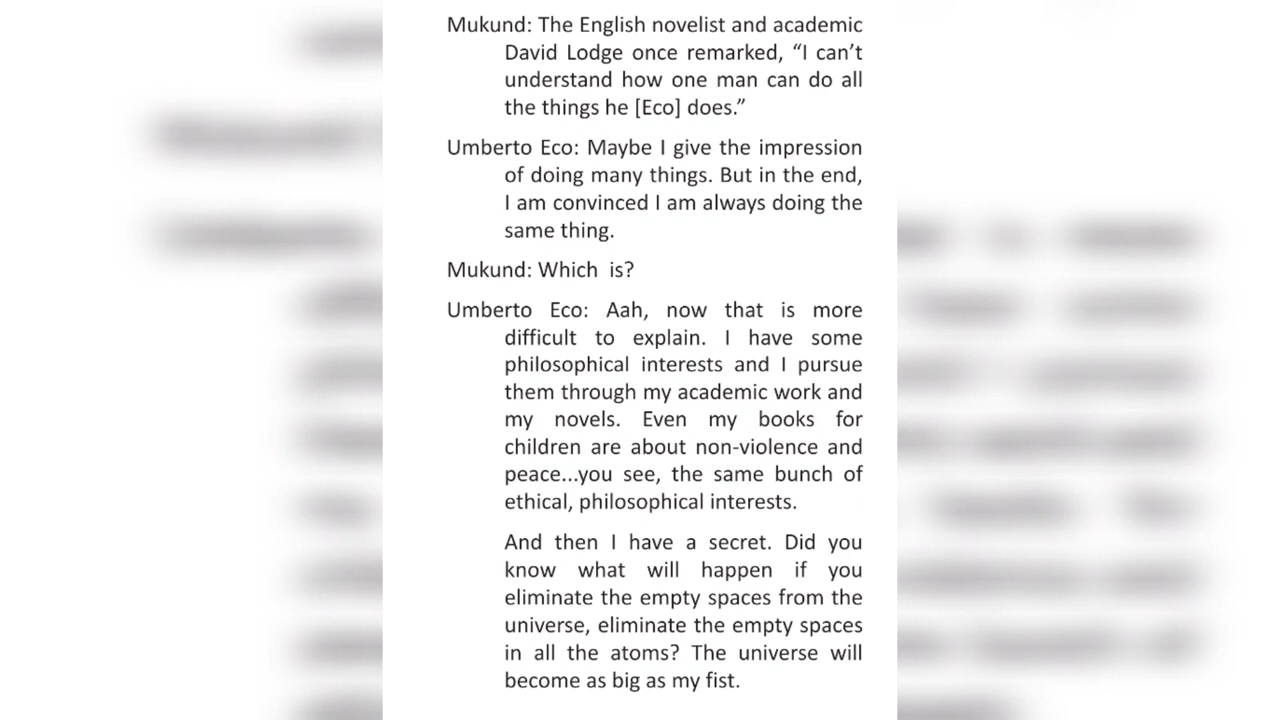 Mukund: The English novelist and academic
David Lodge once remarked, “I can’t
understand how one man can do all
the things he [Eco] does.”
Umberto Eco: Maybe I give the impression
of doing many things. But in the end,
I am convinced I am always doing the
same thing.
Mukund: Which is?
Umberto Eco: Aah, now that is more
difficult to explain. I have some
philosophical interests and I pursue
them through my academic work and
my novels. Even my books for
children are about non-violence and
peace...you see, the same bunch of
ethical, philosophical interests.
And then I have a secret. Did you
know what will happen if you
eliminate the empty spaces from the
universe, eliminate the empty spaces
in all the atoms? The universe will
become as big as my fist.